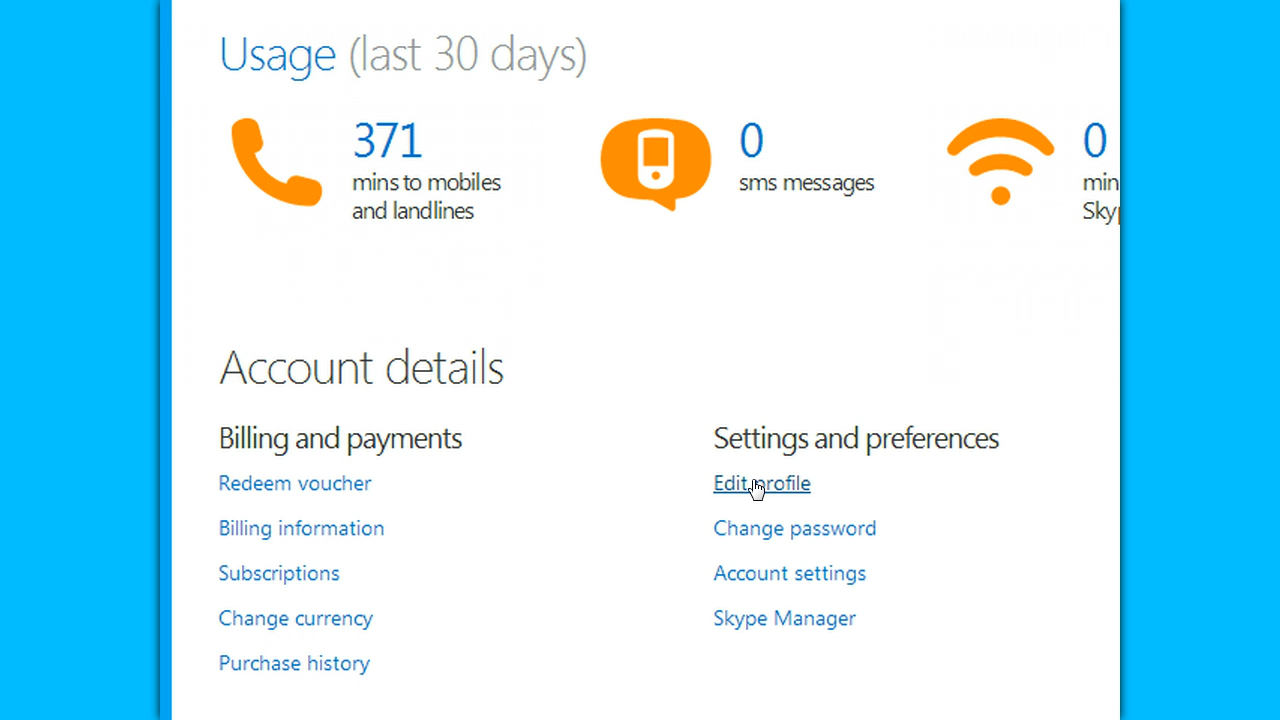 Usage (last 30 days)
371
mins to mobiles
and landlines
0
sms messages
0
min
Sky
Account details
Billing and payments
Redeem voucher
Billing information
Subscriptions
Change currency
Purchase history
Settings and preferences
Edit profile
Change password
Account settings
Skype Manager